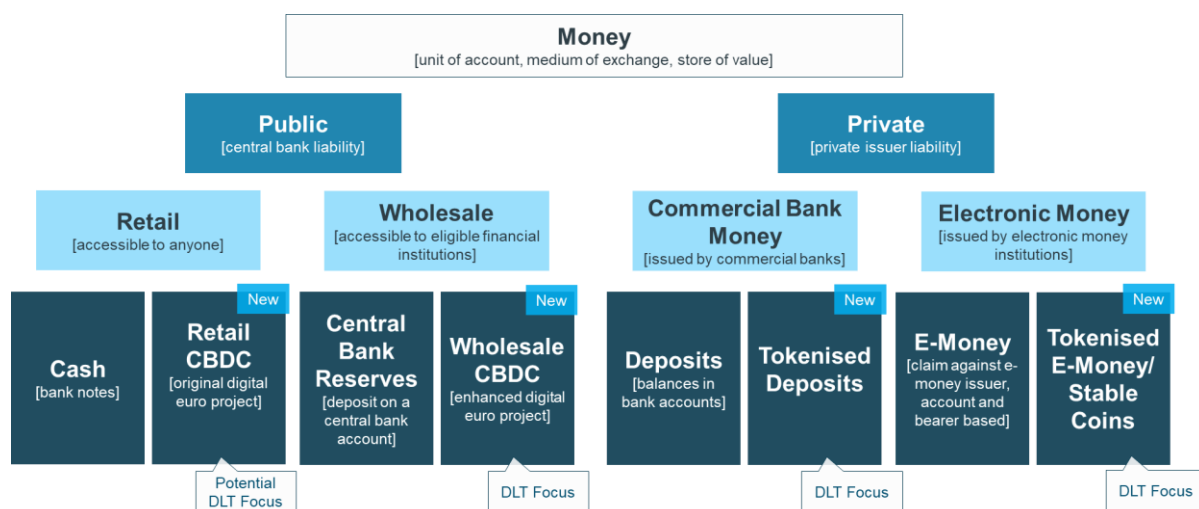 Money
[unit of account, medium of exchange, store of value]
Public
[central bank liability]
Private
[private issuer liability]
Retail
[accessible to anyone]
Wholesale
[accessible to eligible financial
institutions]
Commercial Bank
Money
[issued by commercial banks]
Electronic Money
[issued by electronic money
institutions]
Cash
[bank notes]
New
Retail
CBDC
[original digital
euro project]
Potential
DLT Focus
Central
Bank
Reserves
[deposit on a
central bank
account]
New
Wholesale
CBDC
[enhanced digital
euro project]
DLT Focus
Deposits
[balances in
bank accounts]
New
Tokenised
Deposits
DLT Focus
E-Money
[claim against e-
money issuer,
account and
bearer based]
New
Tokenised
E-Money/
Stable
Coins
DLT Focus